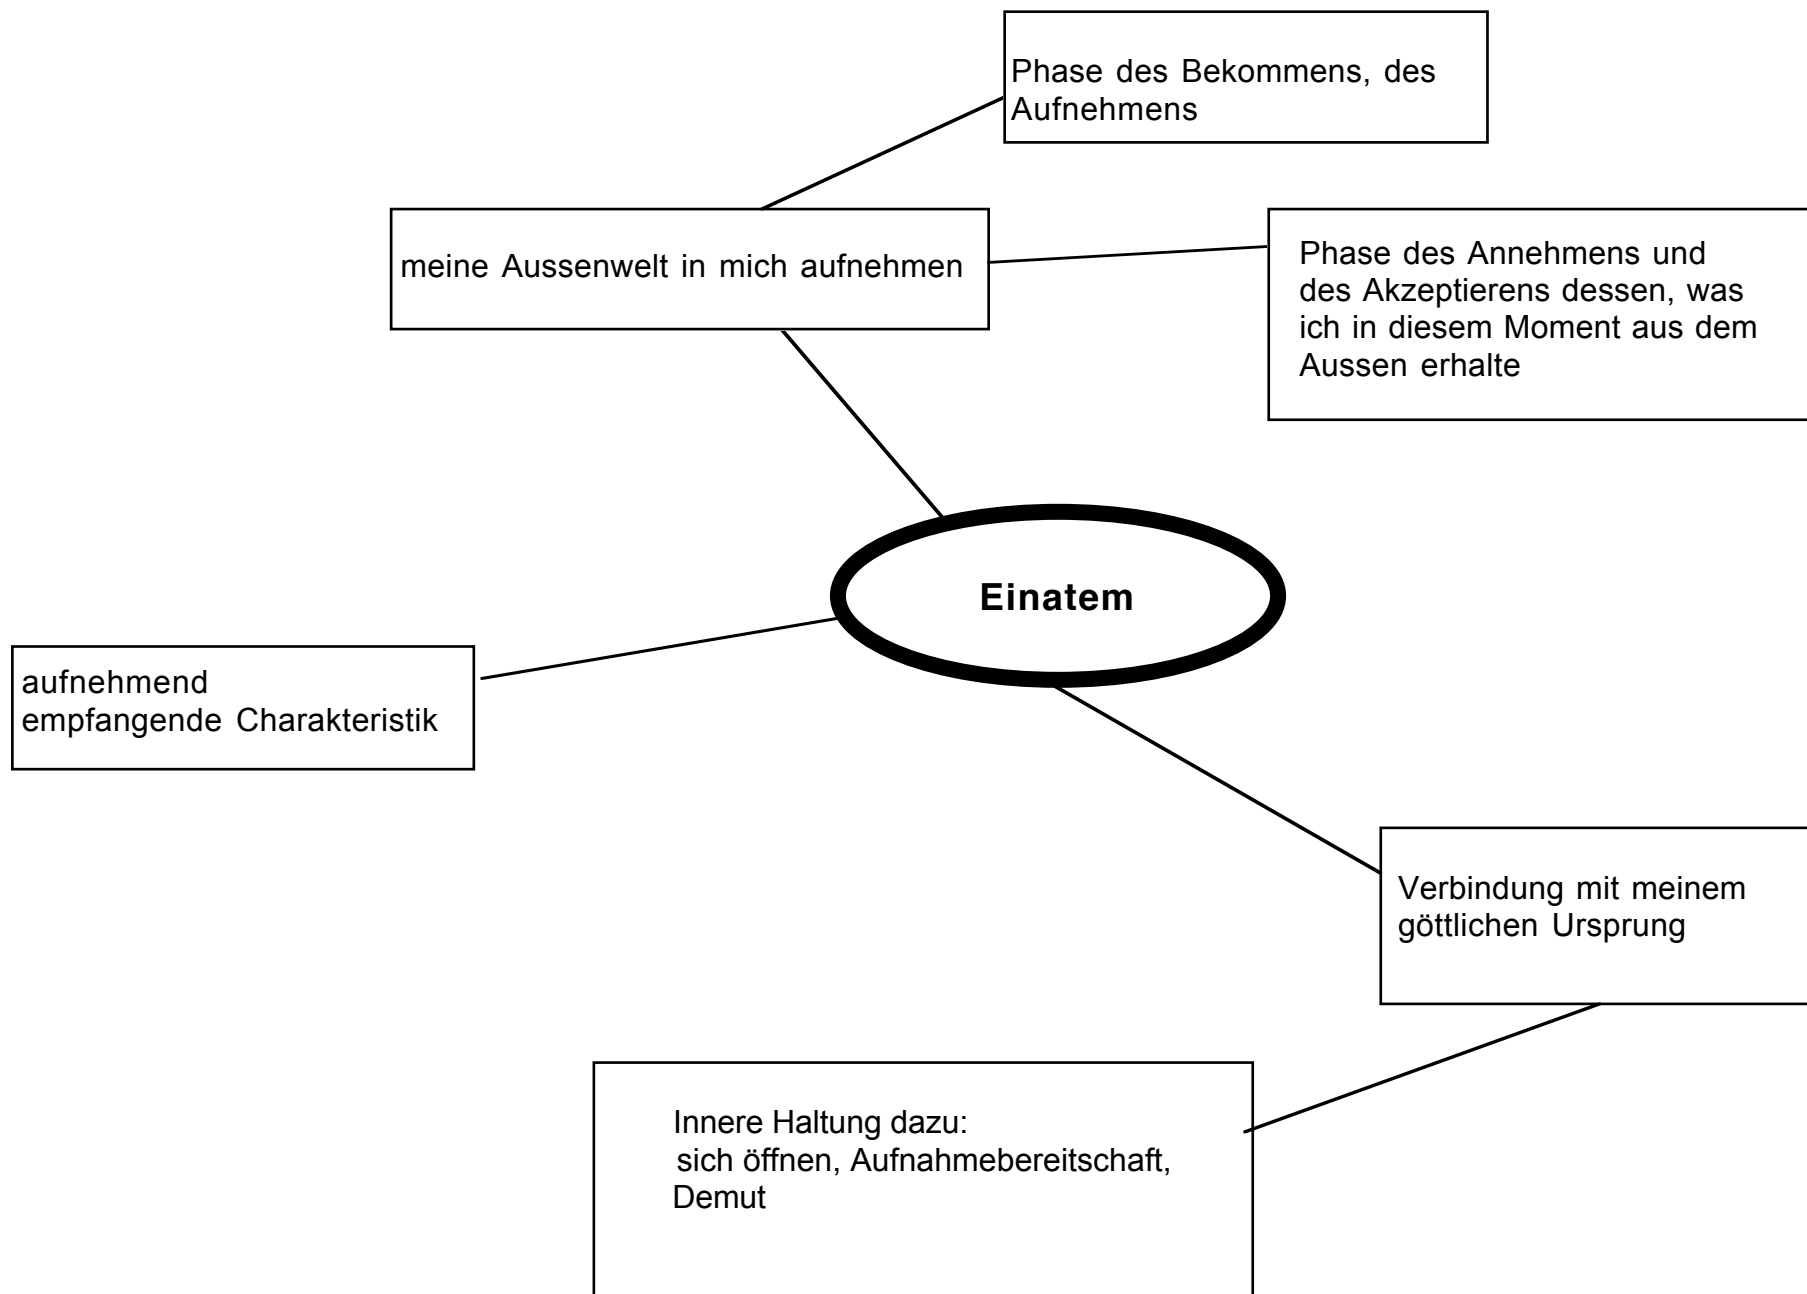 Phase des Bekommens, des
Aufnehmens
meine Aussenwelt in mich aufnehmen
Phase des Annehmens und
des Akzeptierens dessen, was
ich in diesem Moment aus dem
Aussen erhalte
Einatem
aufnehmend
empfangende Charakteristik
Verbindung mit meinem
göttlichen Ursprung
Innere Haltung dazu:
sich öffnen, Aufnahmebereitschaft,
Demut